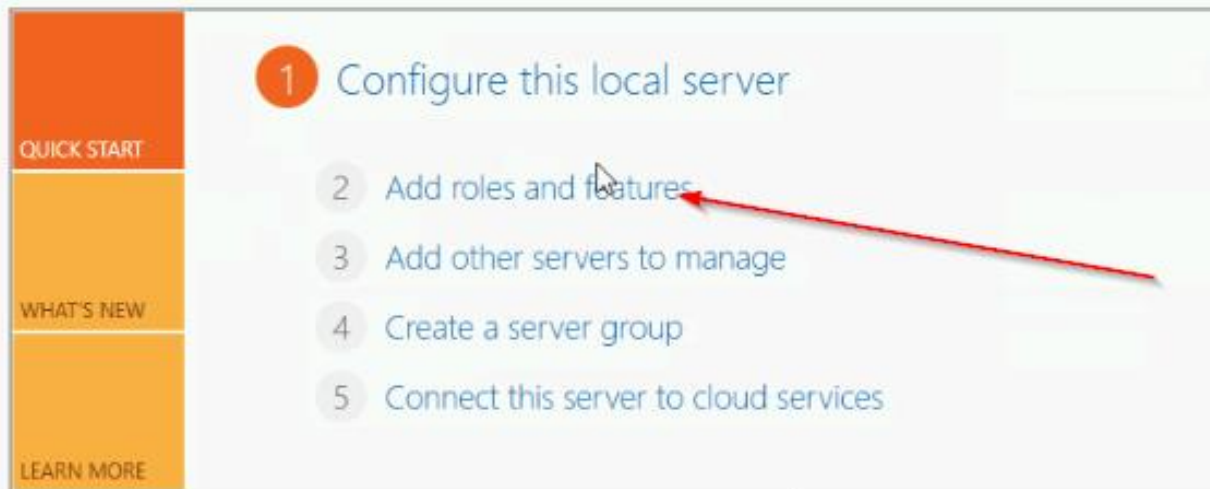 QUICK START
WHAT'S NEW
LEARN MORE
1 Configure this local server
2 Add roles and features
3 Add other servers to manage
4 Create a server group
5 Connect this server to cloud services